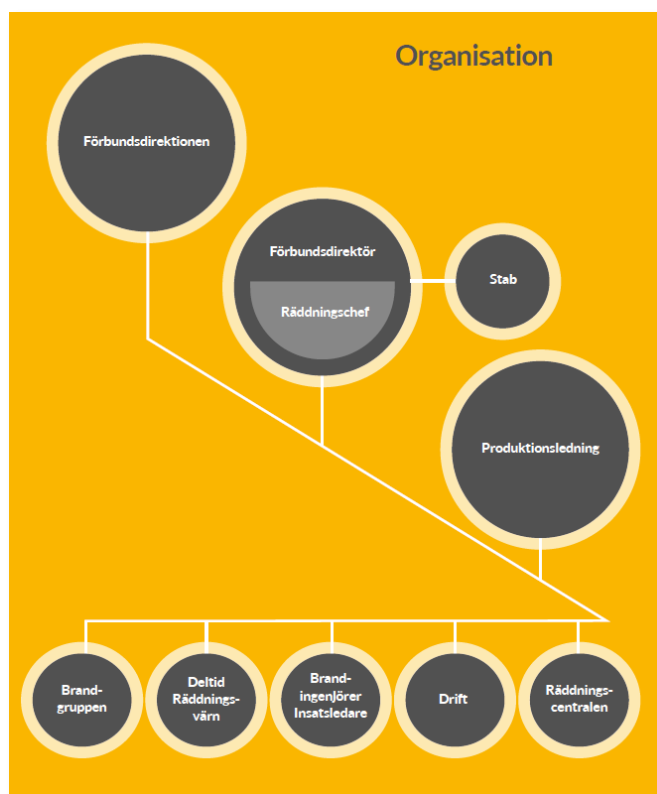 Organisation
Förbundsdirektionen
Förbundsdirektör
Räddningschef
Stab
Produktionsledning
Brand-
gruppen
Deltid
Räddnings-
värn
Brand-
ingenjörer
Insatsledare
Drift
Räddnings-
centralen